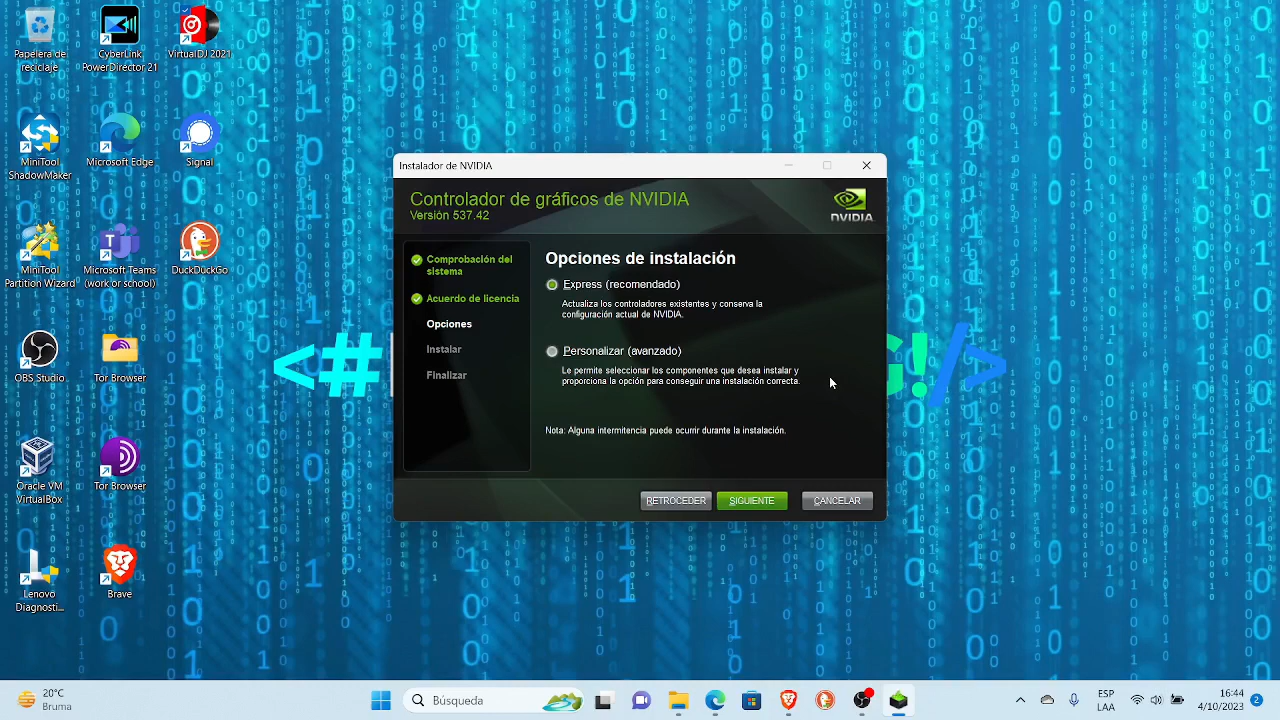 Papelera de
reciclaje
CyberLink
PowerDirector 21
VirtualDJ 2021
MiniTool
ShadowMaker
Microsoft Edge
Signal
MiniTool
Partition Wizard
Microsoft Teams
(work or school)
DuckDuckGo
OBS Studio
Tor Browser
Oracle VM
VirtualBox
Tor Browser
Lenovo
Diagnosti...
Brave
Instalador de NVIDIA
Controlador de gráficos de NVIDIA
Versión 537.42
NVIDIA
Comprobación del
sistema
Acuerdo de licencia
Opciones
Instalar
Finalizar
Opciones de instalación
Express (recomendado)
Actualiza los controladores existentes y conserva la
configuración actual de NVIDIA.
Personalizar (avanzado)
Le permite seleccionar los componentes que desea instalar y
proporciona la opción para conseguir una instalación correcta.
Nota: Alguna intermitencia puede ocurrir durante la instalación.
RETROCEDER
SIGUIENTE
CANCELAR
<#
G!/>
20°C
Bruma
Búsqueda
ESP
LAA
16:44
4/10/2023
2